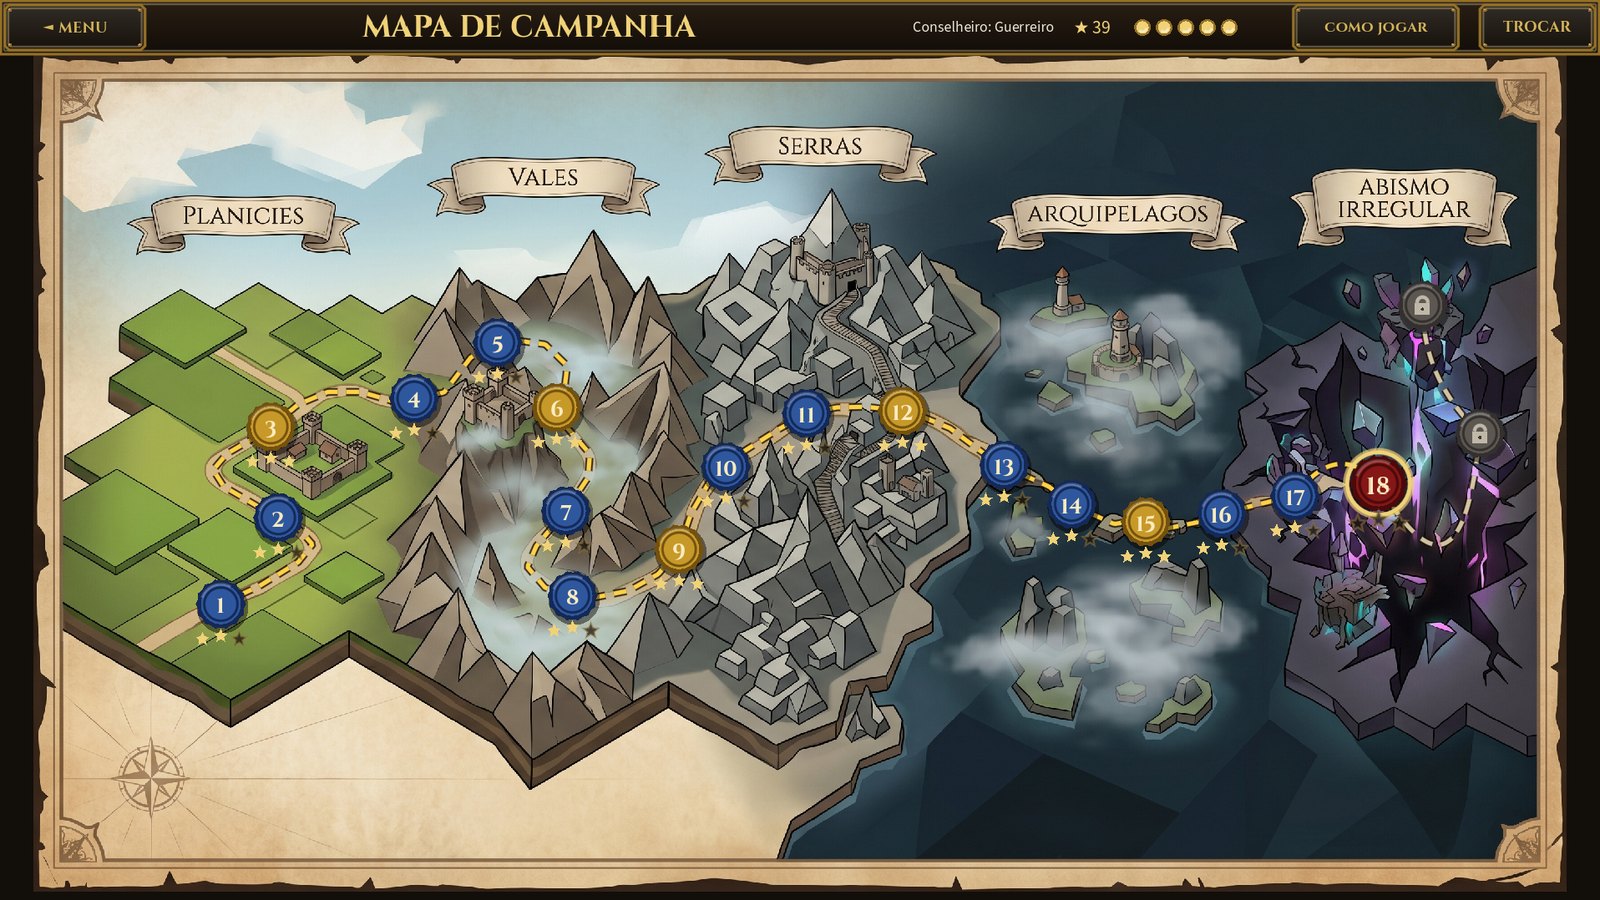 ◄ MENU
MAPA DE CAMPANHA
Conselheiro: Guerreiro
★ 39
COMO JOGAR
TROCAR
PLANICIES
VALES
SERRAS
ARQUIPELAGOS
ABISMO
IRREGULAR
1
2
3
4
5
6
7
8
9
10
11
12
13
14
15
16
17
18